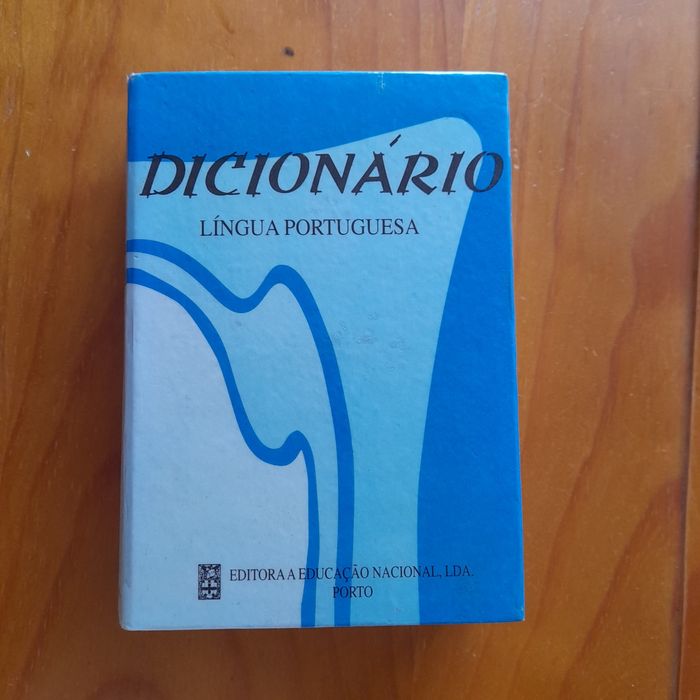 DICIONÁRIO
LÍNGUA PORTUGUESA
EDITORA A EDUCAÇÃO NACIONAL, LDA.
PORTO